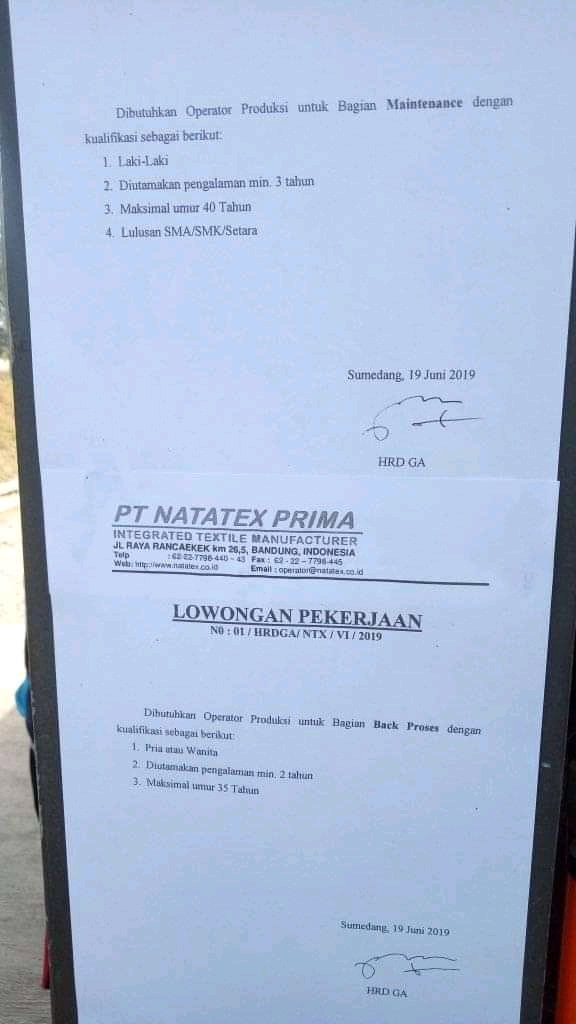 Dibutuhkan Operator Produksi untuk Bagian Maintenance dengan
kualifikasi sebagai berikut:
1. Laki-Laki
2. Diutamakan pengalaman min. 3 tahun
3. Maksimal umur 40 Tahun
4. Lulusan SMA/SMK/Setara
Sumedang, 19 Juni 2019
HRD GA
PT NATATEX PRIMA
INTEGRATED TEXTILE MANUFACTURER
JL RAYA RANCAEKEK km 26,5, BANDUNG, INDONESIA
Telp : 62-22-7798-440 - 43 Fax : 62 - 22 - 7798-445
Web: http://www.natatex.co.id Email : operator@natatex.co.id
LOWONGAN PEKERJAAN
N0 : 01 / HRDGA/ NTX / VI / 2019
Dibutuhkan Operator Produksi untuk Bagian Back Proses dengan
kualifikasi sebagai berikut:
1. Pria atau Wanita
2. Diutamakan pengalaman min. 2 tahun
3. Maksimal umur 35 Tahun
Sumedang, 19 Juni 2019
HRD GA